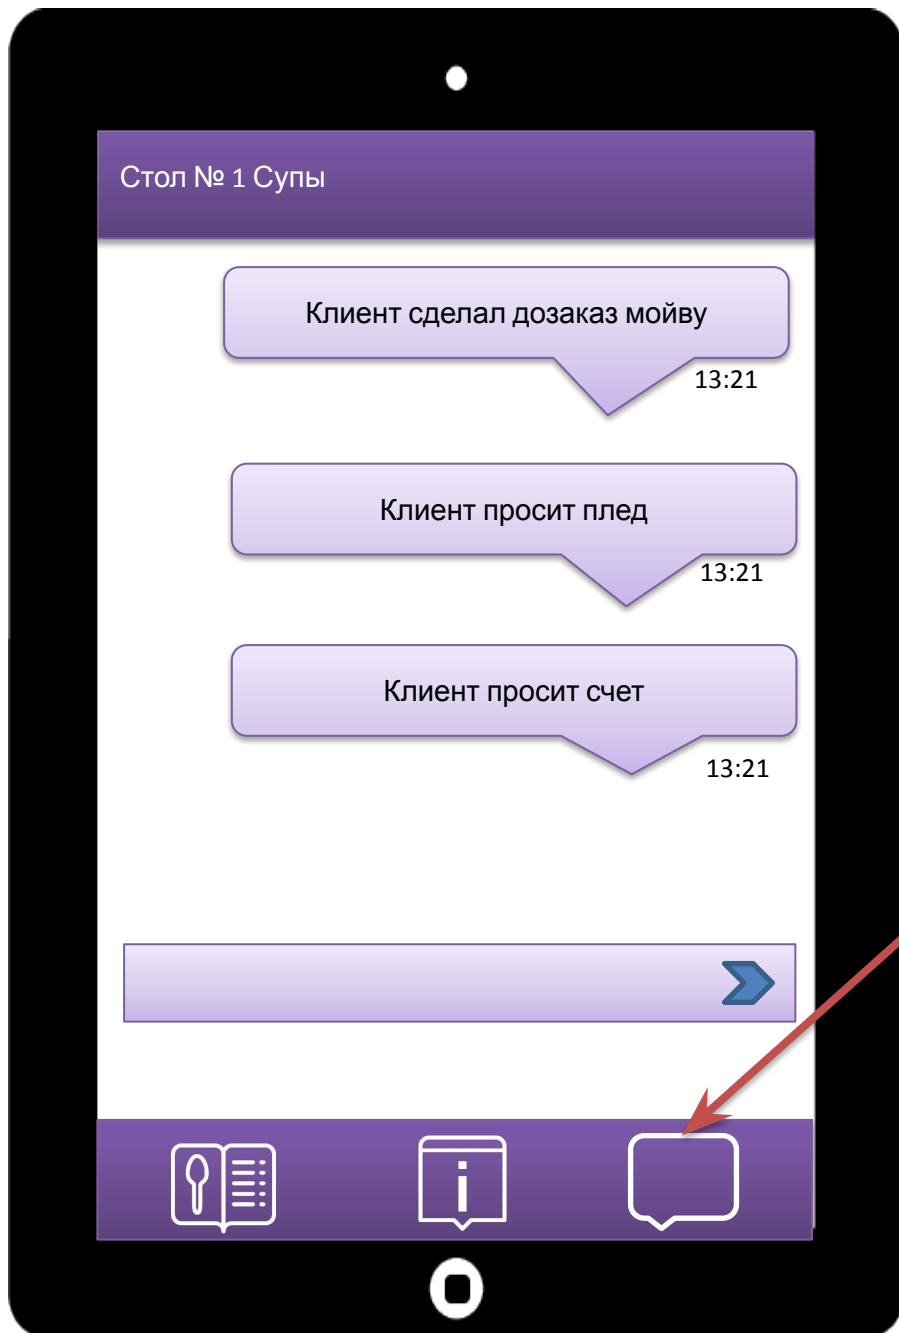 Стол № 1 Супы
Клиент сделал дозаказ мойву
13:21
Клиент просит плед
13:21
Клиент просит счет
13:21
i